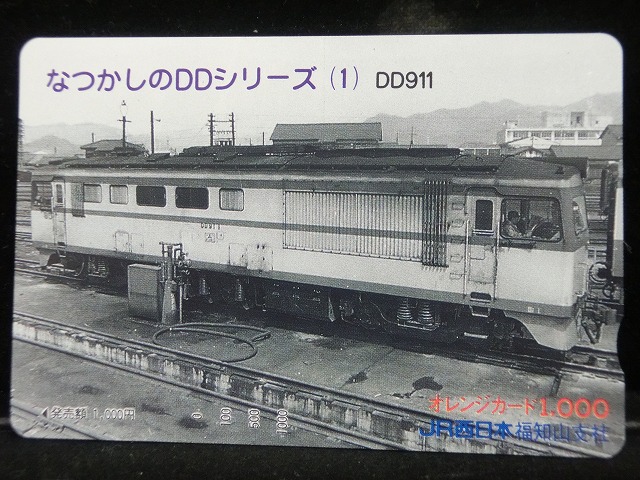 なつかしのDDシリーズ (1) DD911
DD91 1
オレンジカード1.000
JR西日本 福知山支社
発売額 1,000円
0 100 500 1000